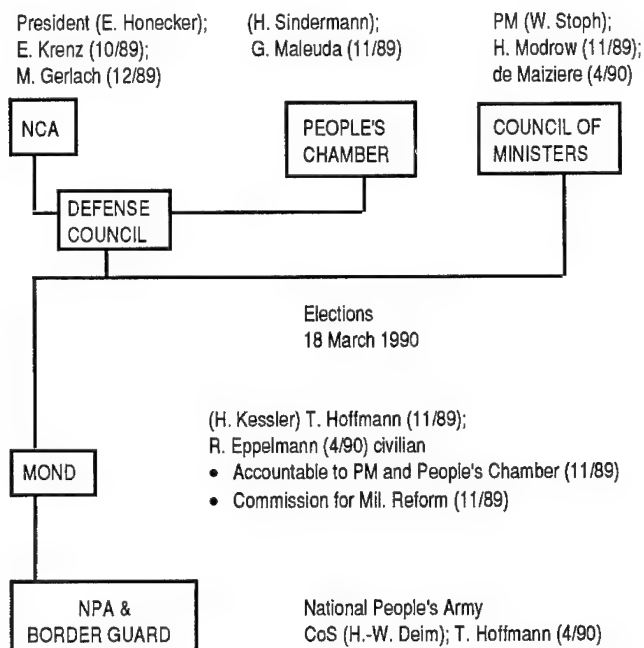 President (E. Honecker);
E. Krenz (10/89);
M. Gerlach (12/89)
(H. Sindermann)
G. Maleuda (11/89)
PM (W. Stoph);
H. Modrow (11/89);
de Maiziere (4/90)
NCA
PEOPLE'S
CHAMBER
COUNCIL OF
MINISTERS
DEFENSE
COUNCIL
Elections
18 March 1990
(H. Kessler) T. Hoffmann (11/89);
R. Eppelmann (4/90) civilian
• Accountable to PM and People's Chamber (11/89)
• Commission for Mil. Reform (11/89)
MOND
NPA &
BORDER GUARD
National People's Army
CoS (H.-W. Deim); T. Hoffmann (4/90)